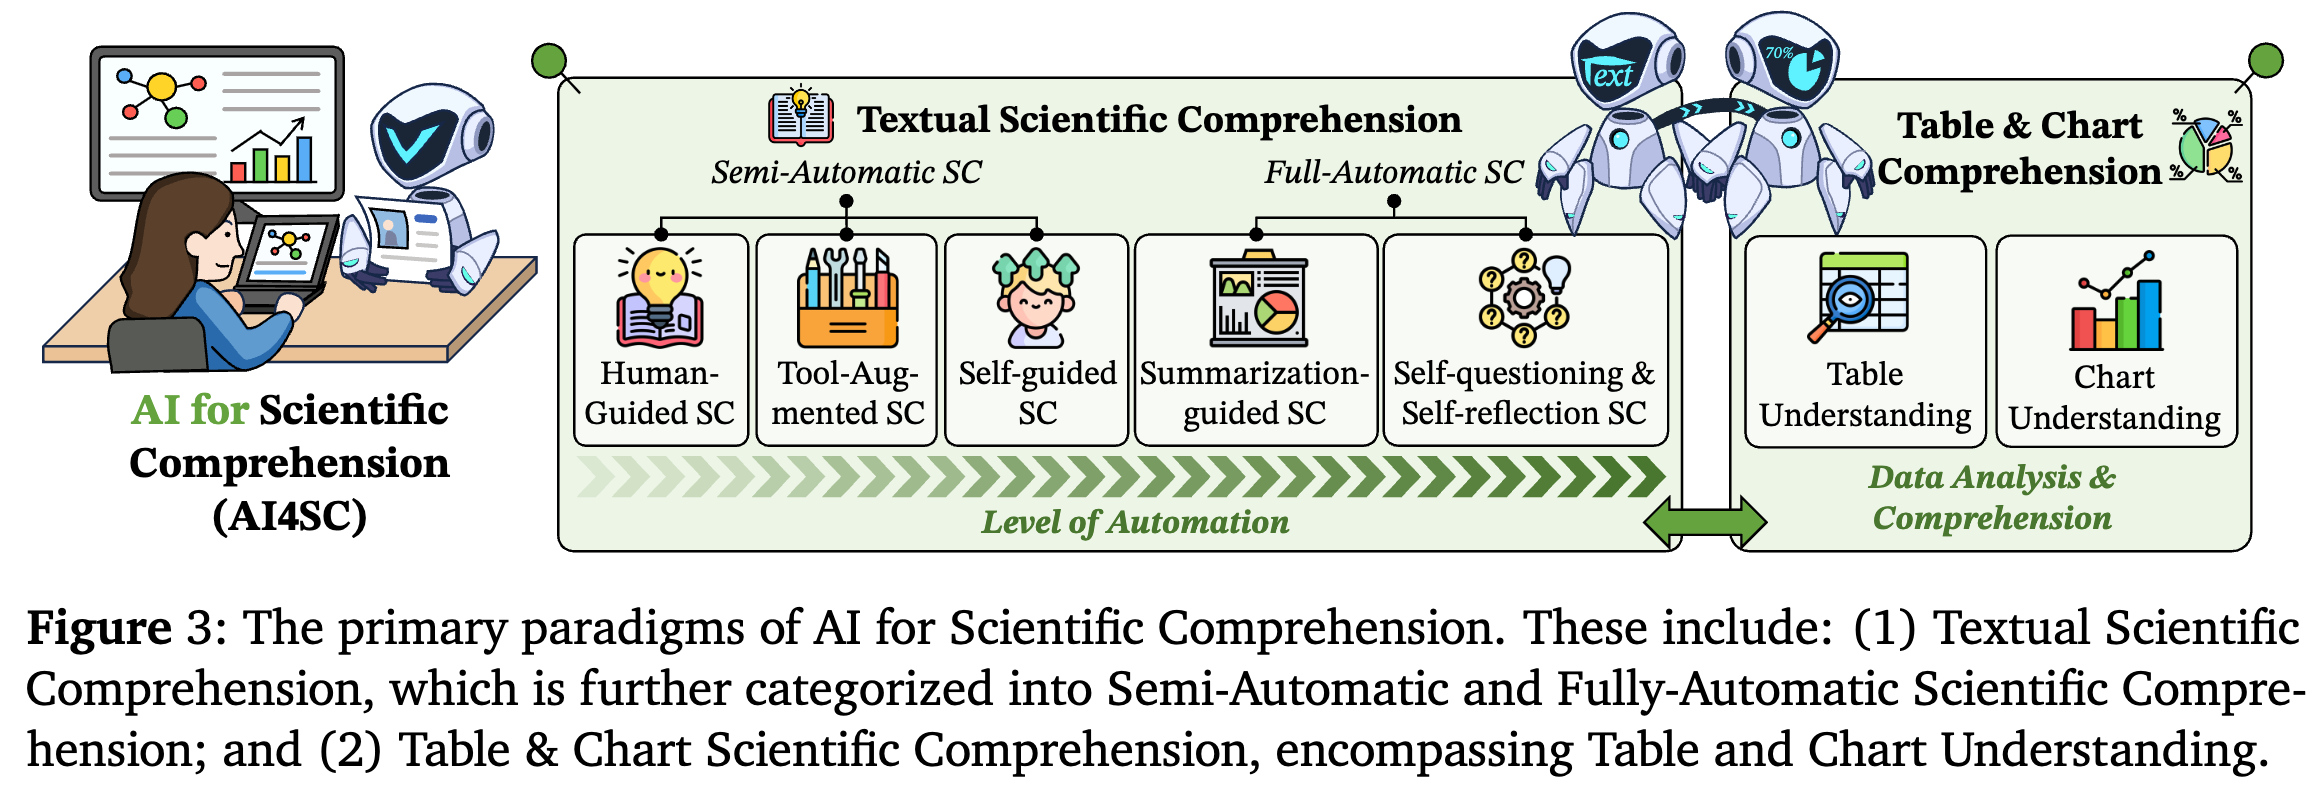 AI for Scientific
Comprehension
(AI4SC)
Textual Scientific Comprehension
Semi-Automatic SC
Full-Automatic SC
Human-
Guided SC
Tool-Aug-
mented SC
Self-guided
SC
Summarization-
guided SC
Self-questioning &
Self-reflection SC
Level of Automation
Text
70%
Table & Chart
Comprehension
%
%
%
%
Table
Understanding
Chart
Understanding
Data Analysis &
Comprehension
? ? ? ? ? ?
Figure 3: The primary paradigms of AI for Scientific Comprehension. These include: (1) Textual Scientific
Comprehension, which is further categorized into Semi-Automatic and Fully-Automatic Scientific Compre-
hension; and (2) Table & Chart Scientific Comprehension, encompassing Table and Chart Understanding.